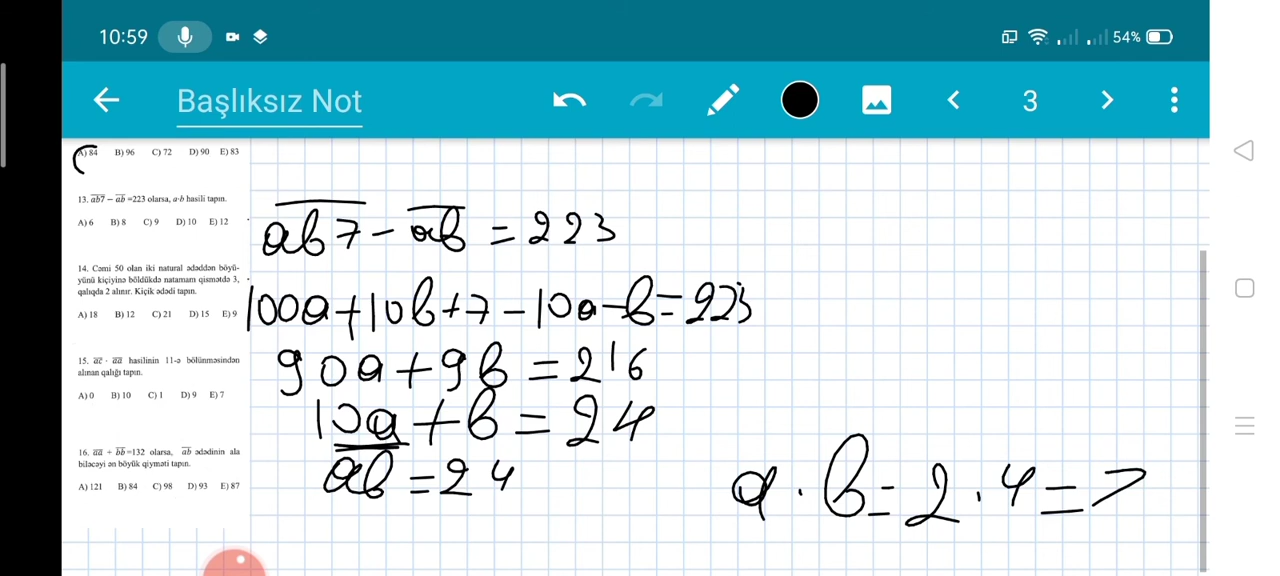 10:59
54%
Başlıksız Not
3
A) 84 B) 96 C) 72 D) 90 E) 83
13. ab7 − ab =223 olarsa, a·b hasili tapın.
A) 6 B) 8 C) 9 D) 10 E) 12
14. Cəmi 50 olan iki natural ədəddən böyü-
yünü kiçiyinə böldükdə natamam qismətdə 3,
qalıqda 2 alınır. Kiçik ədədi tapın.
A) 18 B) 12 C) 21 D) 15 E) 9
15. ac · aa hasilinin 11-ə bölünməsindən
alınan qalığı tapın.
A) 0 B) 10 C) 1 D) 9 E) 7
16. aa + bb =132 olarsa, ab ədədinin ala
biləcəyi ən böyük qiyməti tapın.
A) 121 B) 84 C) 98 D) 93 E) 87
ab7 − ab = 223
100a+10b+7−10a−b=223
90a+9b=216
10a+b=24
ab=24
a·b=2·4=